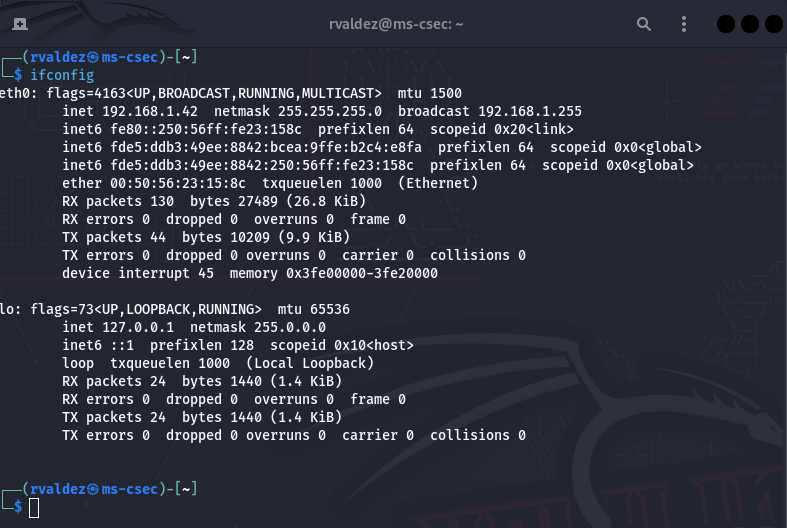 rvaldez@ms-csec: ~
┌──(rvaldez㉿ms-csec)-[~]
└─$ ifconfig
eth0: flags=4163<UP,BROADCAST,RUNNING,MULTICAST>  mtu 1500
        inet 192.168.1.42  netmask 255.255.255.0  broadcast 192.168.1.255
        inet6 fe80::250:56ff:fe23:158c  prefixlen 64  scopeid 0x20<link>
        inet6 fde5:ddb3:49ee:8842:bcea:9ffe:b2c4:e8fa  prefixlen 64  scopeid 0x0<global>
        inet6 fde5:ddb3:49ee:8842:250:56ff:fe23:158c  prefixlen 64  scopeid 0x0<global>
        ether 00:50:56:23:15:8c  txqueuelen 1000  (Ethernet)
        RX packets 130  bytes 27489 (26.8 KiB)
        RX errors 0  dropped 0  overruns 0  frame 0
        TX packets 44  bytes 10209 (9.9 KiB)
        TX errors 0  dropped 0 overruns 0  carrier 0  collisions 0
        device interrupt 45  memory 0x3fe00000-3fe20000
lo: flags=73<UP,LOOPBACK,RUNNING>  mtu 65536
        inet 127.0.0.1  netmask 255.0.0.0
        inet6 ::1  prefixlen 128  scopeid 0x10<host>
        loop  txqueuelen 1000  (Local Loopback)
        RX packets 24  bytes 1440 (1.4 KiB)
        RX errors 0  dropped 0  overruns 0  frame 0
        TX packets 24  bytes 1440 (1.4 KiB)
        TX errors 0  dropped 0 overruns 0  carrier 0  collisions 0
┌──(rvaldez㉿ms-csec)-[~]
└─$